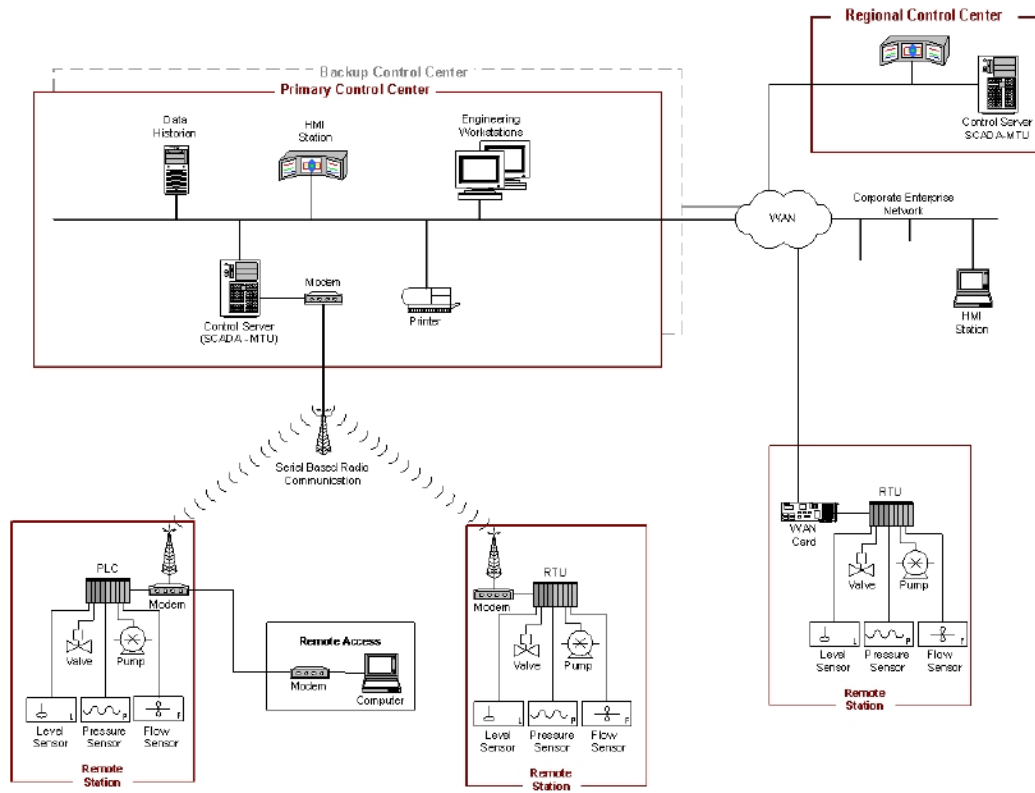 Regional Control Center
Control Server
SCADA-MTU
Backup Control Center
Primary Control Center
Data
Historian
HMI
Station
Engineering
Workstations
Control Server
(SCADA - MTU)
Modem
Printer
WAN
Corporate Enterprise
Network
HMI
Station
Serial Based Radio
Communication
PLC
Modem
Valve
Pump
L
P
F
Level
Sensor
Pressure
Sensor
Flow
Sensor
Remote
Station
Remote Access
Modem
Computer
RTU
Modem
Valve
Pump
L
P
F
Level
Sensor
Pressure
Sensor
Flow
Sensor
Remote
Station
RTU
WAN
Card
Valve
Pump
L
P
F
Level
Sensor
Pressure
Sensor
Flow
Sensor
Remote
Station